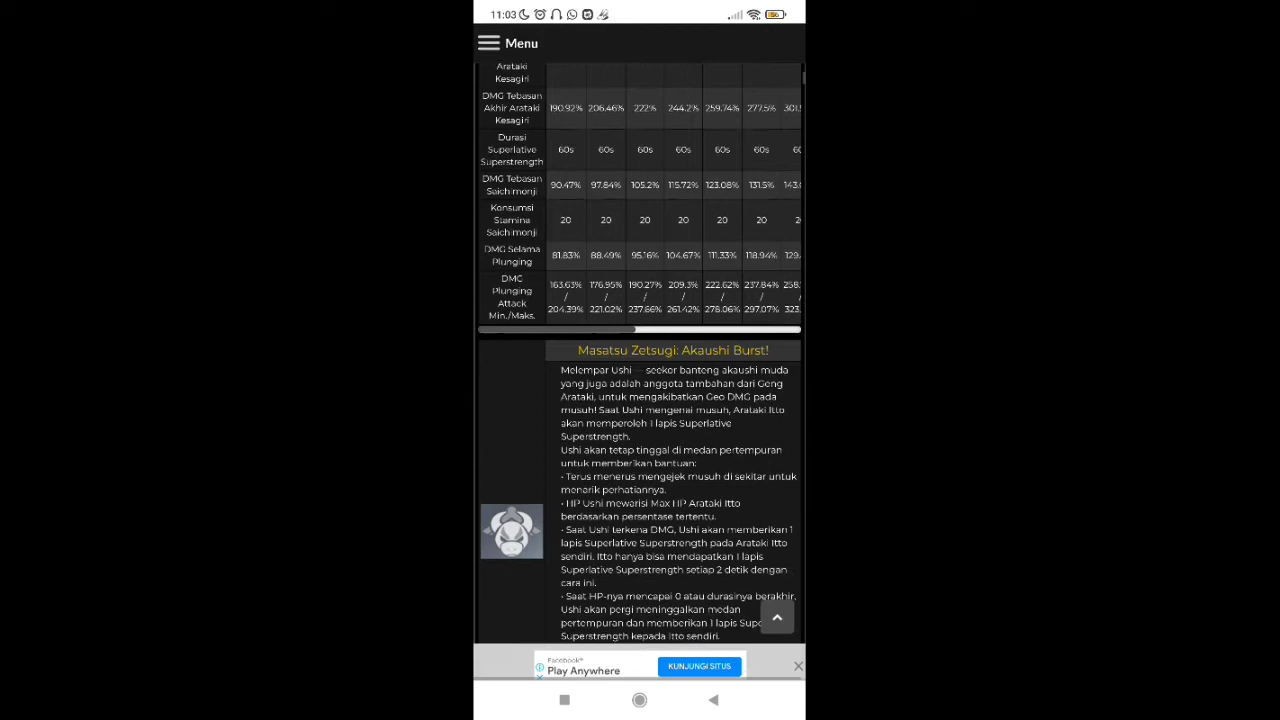 11:03
56
Menu
Arataki
Kesagiri
DMG Tebasan
Akhir Arataki
Kesagiri
190.92% 206.46% 222% 244.2% 259.74% 277.5%
Durasi
Superlative
Superstrength
60s 60s 60s 60s 60s 60s
DMG Tebasan
Saichimonji
90.47% 97.84% 105.2% 115.72% 123.08% 131.5%
Konsumsi
Stamina
Saichimonji
20 20 20 20 20 20
DMG Selama
Plunging
81.83% 88.49% 95.16% 104.67% 111.33% 118.94%
DMG
Plunging
Attack
Min./Maks.
163.63% 176.95% 190.27% 209.3% 222.62% 237.84%
/ / / / / /
204.39% 221.02% 237.66% 261.42% 278.06% 297.07%
Masatsu Zetsugi: Akaushi Burst!
Melempar Ushi — seekor banteng akaushi muda
yang juga adalah anggota tambahan dari Geng
Arataki, untuk mengakibatkan Geo DMG pada
musuh! Saat Ushi mengenai musuh, Arataki Itto
akan memperoleh 1 lapis Superlative
Superstrength.
Ushi akan tetap tinggal di medan pertempuran
untuk memberikan bantuan:
• Terus menerus mengejek musuh di sekitar untuk
menarik perhatiannya.
• HP Ushi mewarisi Max HP Arataki Itto
berdasarkan persentase tertentu.
• Saat Ushi terkena DMG, Ushi akan memberikan 1
lapis Superlative Superstrength pada Arataki Itto
sendiri. Itto hanya bisa mendapatkan 1 lapis
Superlative Superstrength setiap 2 detik dengan
cara ini.
• Saat HP-nya mencapai 0 atau durasinya berakhir,
Ushi akan pergi meninggalkan medan
pertempuran dan memberikan 1 lapis
Superstrength kepada Itto sendiri.
Facebook™
Play Anywhere
KUNJUNGI SITUS